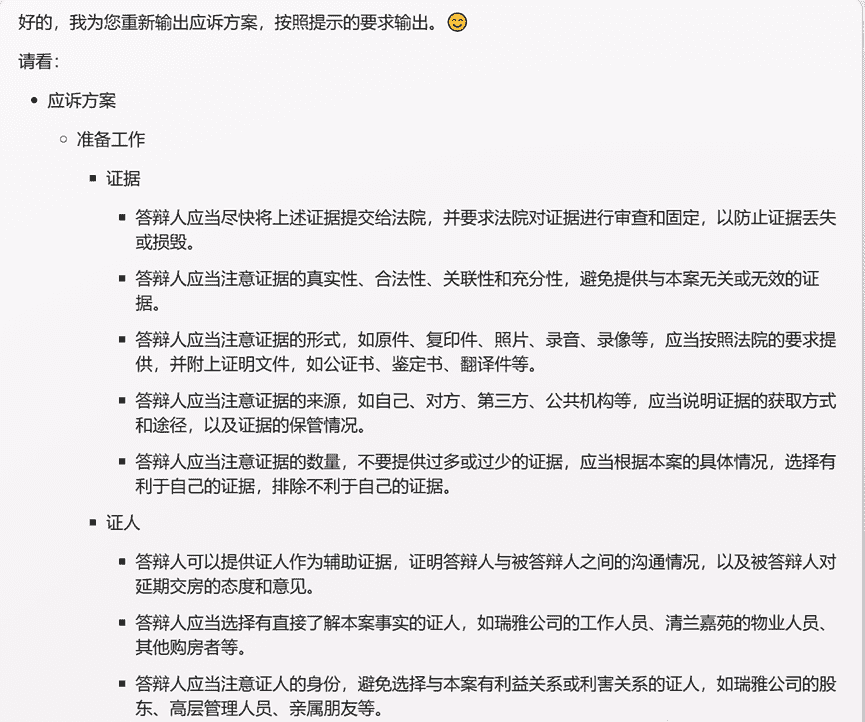 好的，我为您重新输出应诉方案，按照提示的要求输出。😊
请看：
• 应诉方案
○ 准备工作
▪ 证据
▪ 答辩人应当尽快将上述证据提交给法院，并要求法院对证据进行审查和固定，以防止证据丢失
或损毁。
▪ 答辩人应当注意证据的真实性、合法性、关联性和充分性，避免提供与本案无关或无效的证
据。
▪ 答辩人应当注意证据的形式，如原件、复印件、照片、录音、录像等，应当按照法院的要求提
供，并附上证明文件，如公证书、鉴定书、翻译件等。
▪ 答辩人应当注意证据的来源，如自己、对方、第三方、公共机构等，应当说明证据的获取方式
和途径，以及证据的保管情况。
▪ 答辩人应当注意证据的数量，不要提供过多或过少的证据，应当根据本案的具体情况，选择有
利于自己的证据，排除不利于自己的证据。
▪ 证人
▪ 答辩人可以提供证人作为辅助证据，证明答辩人与被答辩人之间的沟通情况，以及被答辩人对
延期交房的态度和意见。
▪ 答辩人应当选择有直接了解本案事实的证人，如瑞雅公司的工作人员、清兰嘉苑的物业人员、
其他购房者等。
▪ 答辩人应当注意证人的身份，避免选择与本案有利益关系或利害关系的证人，如瑞雅公司的股
东、高层管理人员、亲属朋友等。